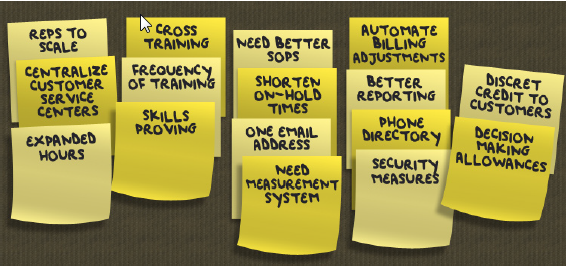 REPS TO
SCALE
CENTRALIZE
CUSTOMER
SERVICE
CENTERS
EXPANDED
HOURS
CROSS
TRAINING
FREQUENCY
OF TRAINING
SKILLS
PROVING
NEED BETTER
SOPS
SHORTEN
ON-HOLD
TIMES
ONE EMAIL
ADDRESS
NEED
MEASUREMENT
SYSTEM
AUTOMATE
BILLING
ADJUSTMENTS
BETTER
REPORTING
PHONE
DIRECTORY
SECURITY
MEASURES
DISCRET
CREDIT TO
CUSTOMERS
DECISION
MAKING
ALLOWANCES